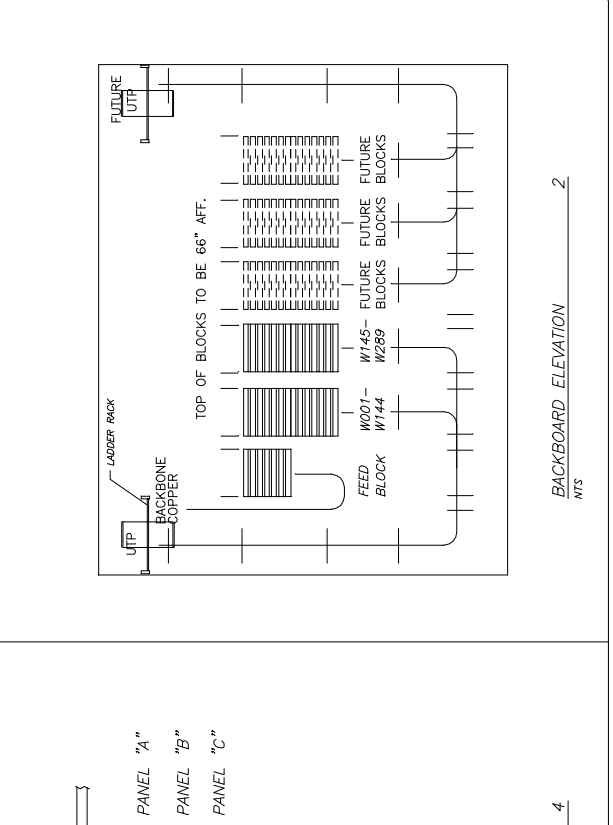 FUTURE
UTP
TOP OF BLOCKS TO BE 66" AFF.
LADDER RACK
UTP
BACKBONE
COPPER
FEED
BLOCK
W001-
W144
W145-
W289
FUTURE
BLOCKS
FUTURE
BLOCKS
FUTURE
BLOCKS
BACKBOARD ELEVATION
2
NTS
PANEL "A"
PANEL "B"
PANEL "C"
4